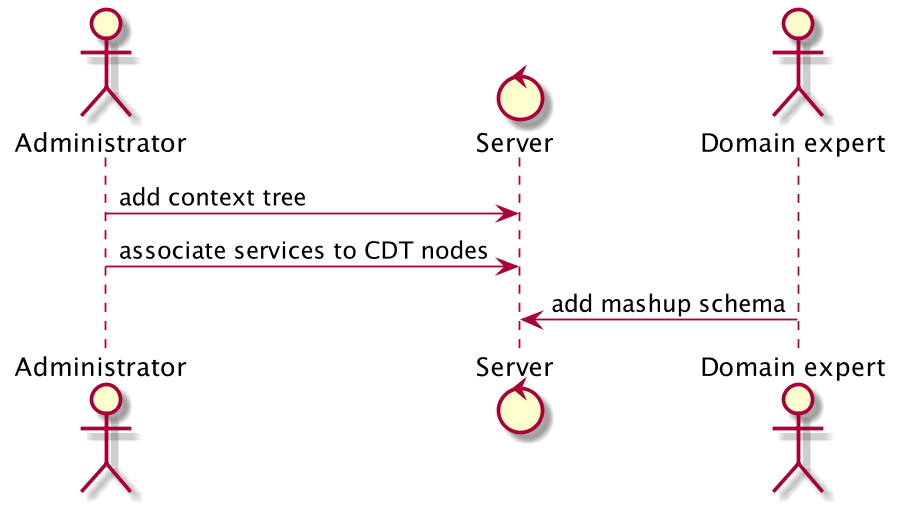 Administrator
Server
Domain expert
add context tree
associate services to CDT nodes
add mashup schema
Administrator
Server
Domain expert